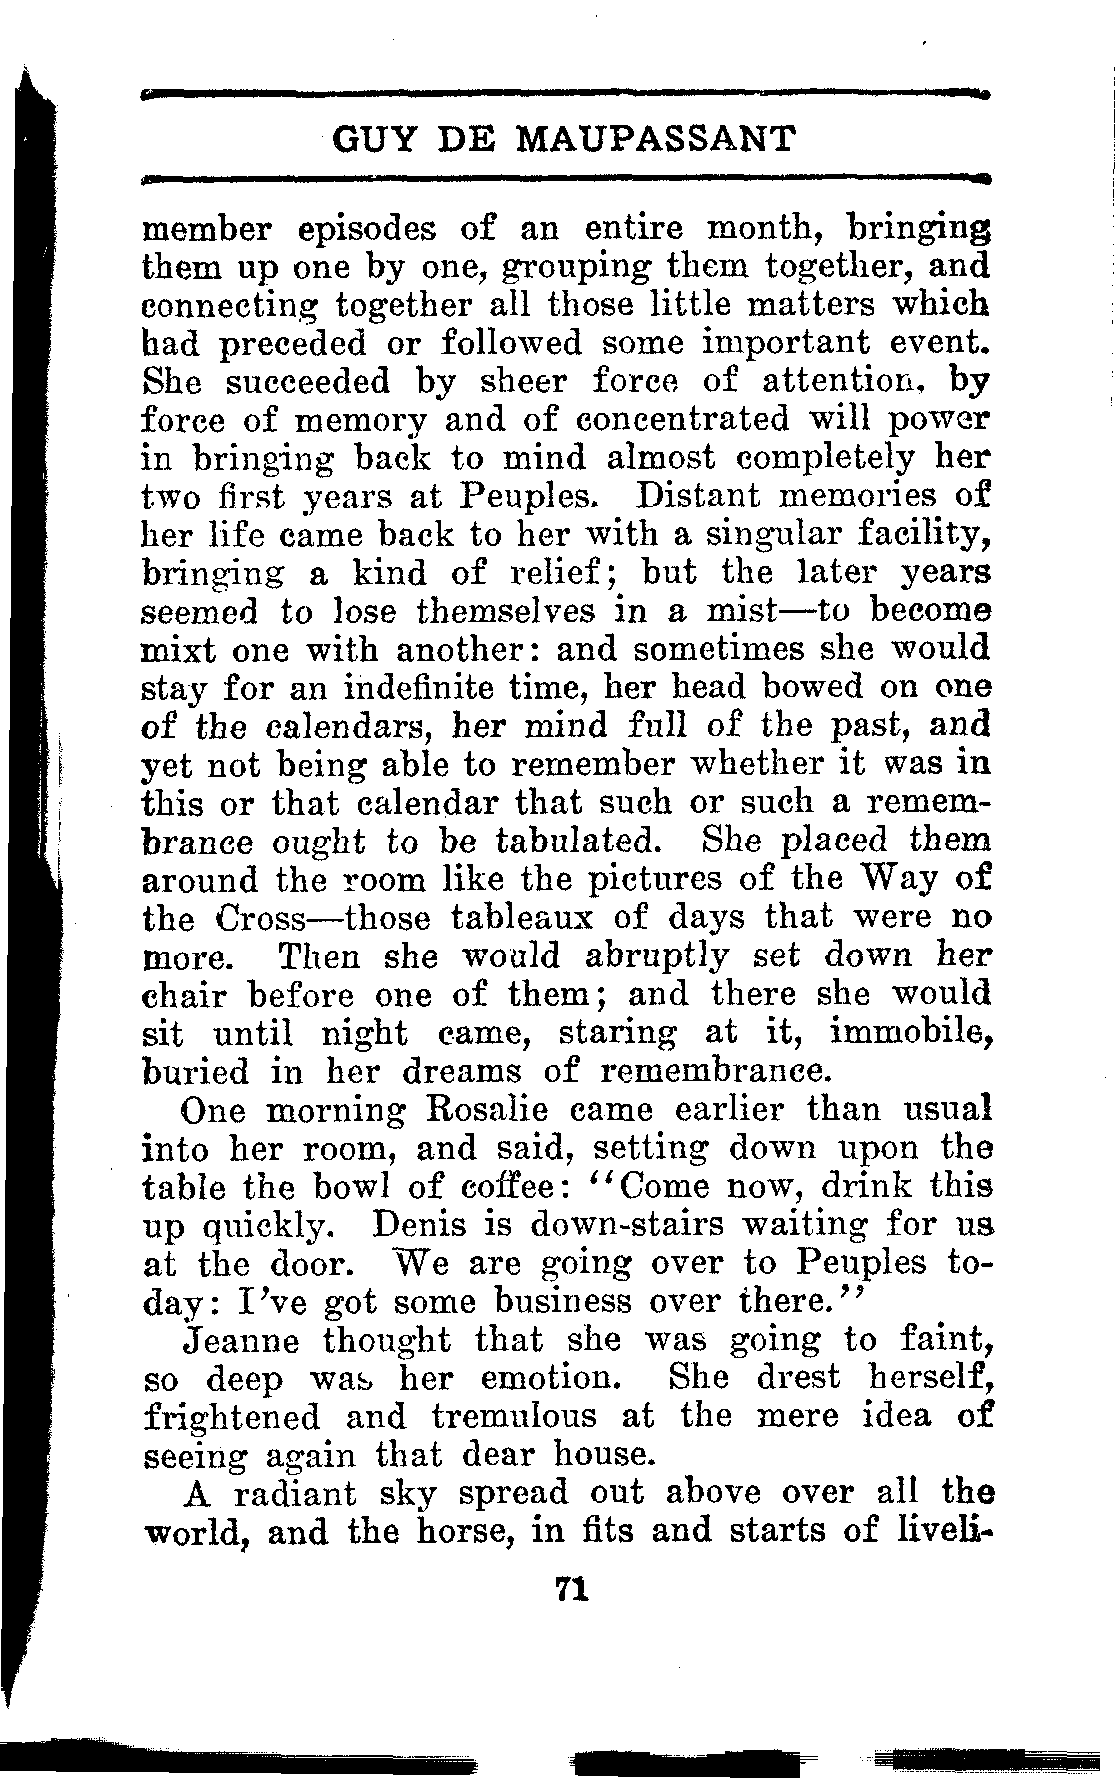 GUY DE MAUPASSANT
member episodes of an entire month, bringing
them up one by one, grouping them together, and
connecting together all those little matters which
had preceded or followed some important event.
She succeeded by sheer force of attention, by
force of memory and of concentrated will power
in bringing back to mind almost completely her
two first years at Peuples. Distant memories of
her life came back to her with a singular facility,
bringing a kind of relief; but the later years
seemed to lose themselves in a mist—to become
mixt one with another: and sometimes she would
stay for an indefinite time, her head bowed on one
of the calendars, her mind full of the past, and
yet not being able to remember whether it was in
this or that calendar that such or such a remem-
brance ought to be tabulated. She placed them
around the room like the pictures of the Way of
the Cross—those tableaux of days that were no
more. Then she would abruptly set down her
chair before one of them; and there she would
sit until night came, staring at it, immobile,
buried in her dreams of remembrance.
One morning Rosalie came earlier than usual
into her room, and said, setting down upon the
table the bowl of coffee: "Come now, drink this
up quickly. Denis is down-stairs waiting for us
at the door. We are going over to Peuples to-
day: I've got some business over there."
Jeanne thought that she was going to faint,
so deep was her emotion. She drest herself,
frightened and tremulous at the mere idea of
seeing again that dear house.
A radiant sky spread out above over all the
world, and the horse, in fits and starts of liveli-
71